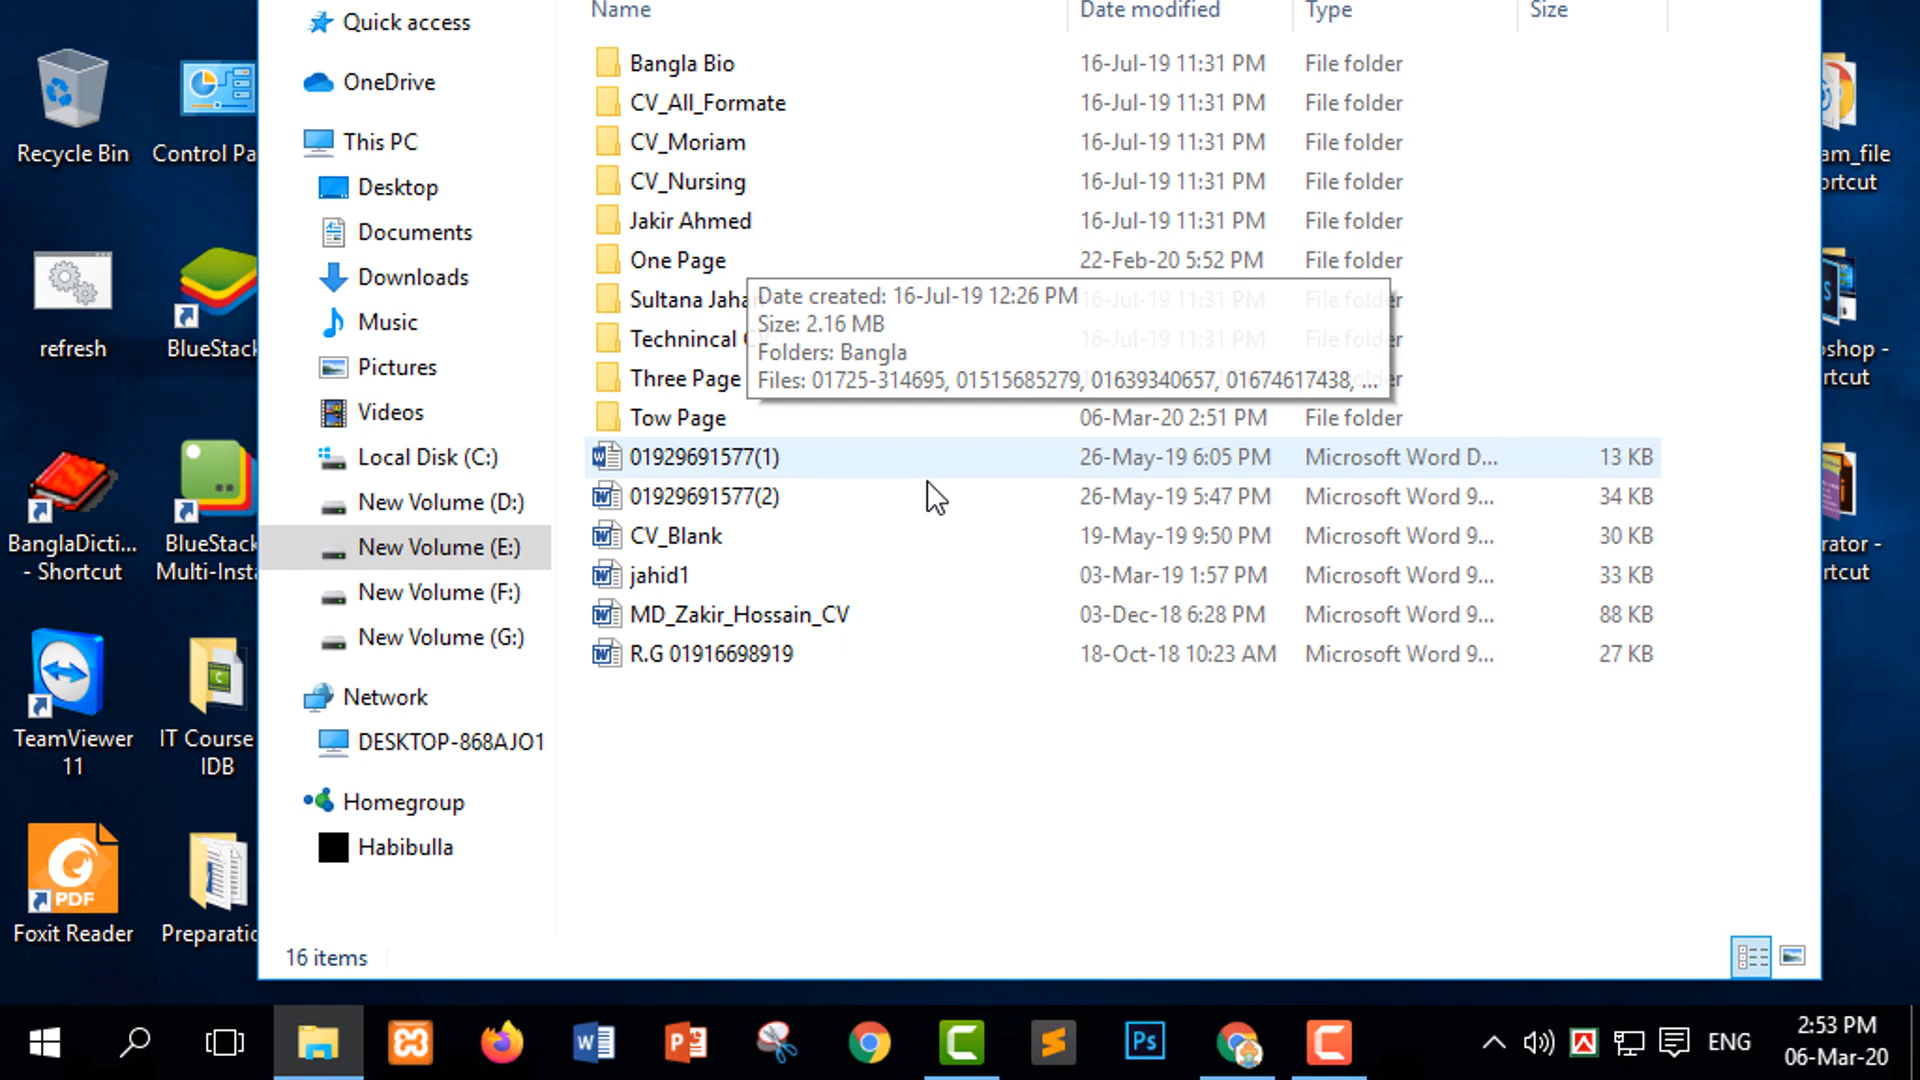 Name Date modified Type Size
Quick access
OneDrive
This PC
Desktop
Documents
Downloads
Music
Pictures
Videos
Local Disk (C:)
New Volume (D:)
New Volume (E:)
New Volume (F:)
New Volume (G:)
Network
DESKTOP-868AJO1
Homegroup
Habibulla
Bangla Bio 16-Jul-19 11:31 PM File folder
CV_All_Formate 16-Jul-19 11:31 PM File folder
CV_Moriam 16-Jul-19 11:31 PM File folder
CV_Nursing 16-Jul-19 11:31 PM File folder
Jakir Ahmed 16-Jul-19 11:31 PM File folder
One Page 22-Feb-20 5:52 PM File folder
Sultana Jaha 16-Jul-19 11:31 PM File folder
Technincal CV 16-Jul-19 11:31 PM File folder
Three Page
Tow Page 06-Mar-20 2:51 PM File folder
Date created: 16-Jul-19 12:26 PM
Size: 2.16 MB
Folders: Bangla
Files: 01725-314695, 01515685279, 01639340657, 01674617438, ...
01929691577(1) 26-May-19 6:05 PM Microsoft Word D... 13 KB
01929691577(2) 26-May-19 5:47 PM Microsoft Word 9... 34 KB
CV_Blank 19-May-19 9:50 PM Microsoft Word 9... 30 KB
jahid1 03-Mar-19 1:57 PM Microsoft Word 9... 33 KB
MD_Zakir_Hossain_CV 03-Dec-18 6:28 PM Microsoft Word 9... 88 KB
R.G 01916698919 18-Oct-18 10:23 AM Microsoft Word 9... 27 KB
16 items
Recycle Bin
Control Pa
refresh
BlueStack
BanglaDicti...
- Shortcut
BlueStack
Multi-Inst
TeamViewer
11
IT Course
IDB
PDF
Foxit Reader
Preparatio
am_file
ortcut
oshop -
rtcut
rator -
rtcut
Ps
ENG
2:53 PM
06-Mar-20